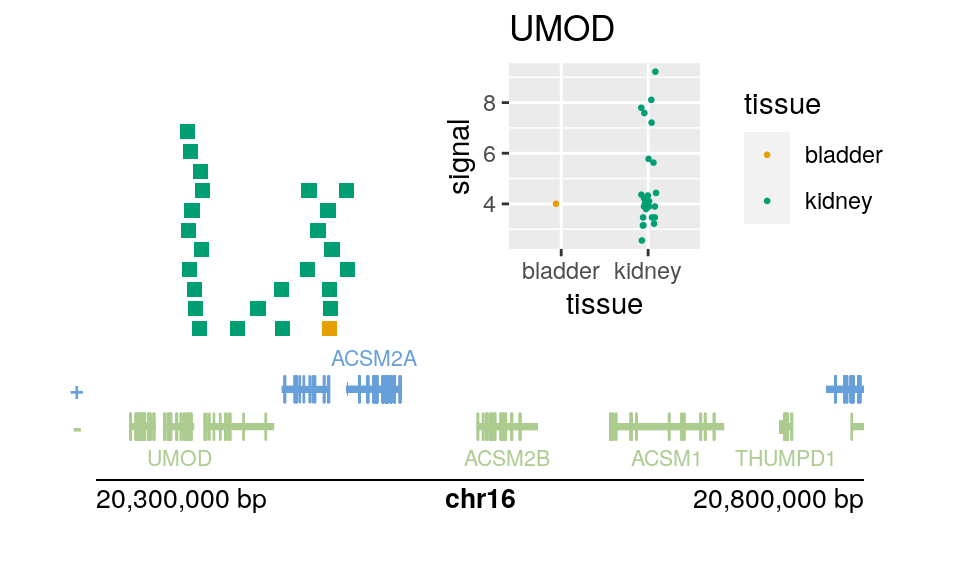 UMOD
signal
8
6
4
bladder kidney
tissue
tissue
bladder
kidney
ACSM2A
+
-
UMOD ACSM2B ACSM1 THUMPD1
20,300,000 bp chr16 20,800,000 bp